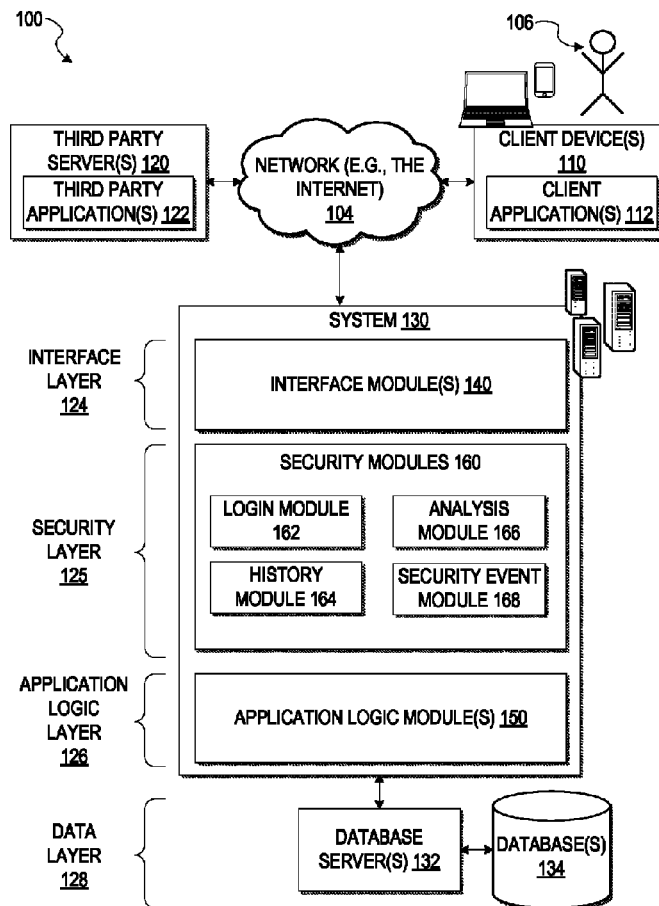 100
106
THIRD PARTY
SERVER(S) 120
THIRD PARTY
APPLICATION(S) 122
NETWORK (E.G., THE
INTERNET)
104
CLIENT DEVICE(S)
110
CLIENT
APPLICATION(S) 112
SYSTEM 130
INTERFACE
LAYER
124
INTERFACE MODULE(S) 140
SECURITY
LAYER
125
SECURITY MODULES 160
LOGIN MODULE
162
ANALYSIS
MODULE 166
HISTORY
MODULE 164
SECURITY EVENT
MODULE 168
APPLICATION
LOGIC
LAYER
126
APPLICATION LOGIC MODULE(S) 150
DATA
LAYER
128
DATABASE
SERVER(S) 132
DATABASE(S)
134